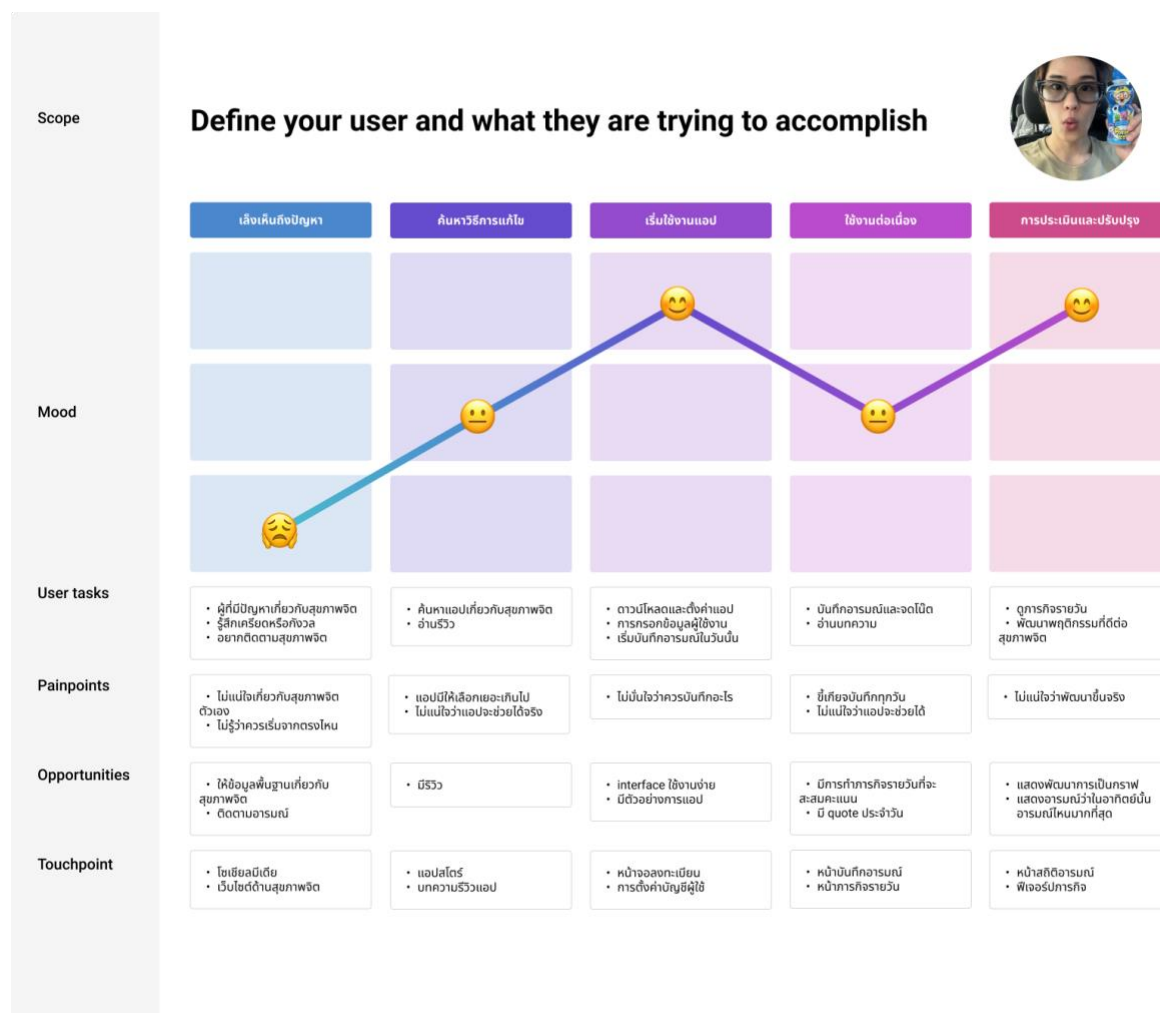 Scope
Define your user and what they are trying to accomplish
เล็งเห็นถึงปัญหา
ค้นหาวิธีการแก้ไข
เริ่มใช้งานแอป
ใช้งานต่อเนื่อง
การประเมินและปรับปรุง
Mood
User tasks
• ผู้ที่มีปัญหาเกี่ยวกับสุขภาพจิต
• รู้สึกเครียดหรือกังวล
• อยากติดตามสุขภาพจิต
• ค้นหาแอปเกี่ยวกับสุขภาพจิต
• อ่านรีวิว
• ดาวน์โหลดและตั้งค่าแอป
• การกรอกข้อมูลผู้ใช้งาน
• เริ่มบันทึกอารมณ์ในวันนั้น
• บันทึกอารมณ์และจดโน๊ต
• อ่านบทความ
• ดูภารกิจรายวัน
• พัฒนาพฤติกรรมที่ดีต่อ
สุขภาพจิต
Painpoints
• ไม่แน่ใจเกี่ยวกับสุขภาพจิต
ตัวเอง
• ไม่รู้ว่าควรเริ่มจากตรงไหน
• แอปมีให้เลือกเยอะเกินไป
• ไม่แน่ใจว่าแอปจะช่วยได้จริง
• ไม่มั่นใจว่าควรบันทึกอะไร
• ขี้เกียจบันทึกทุกวัน
• ไม่แน่ใจว่าแอปจะช่วยได้
• ไม่แน่ใจว่าพัฒนาขึ้นจริง
Opportunities
• ให้ข้อมูลพื้นฐานเกี่ยวกับ
สุขภาพจิต
• ติดตามอารมณ์
• มีรีวิว
• interface ใช้งานง่าย
• มีตัวอย่างการแอป
• มีการทำภารกิจรายวันที่จะ
สะสมคะแนน
• มี quote ประจำวัน
• แสดงพัฒนาการเป็นกราฟ
• แสดงอารมณ์ว่าในอาทิตย์นั้น
อารมณ์ไหนมากที่สุด
Touchpoint
• โซเชียลมีเดีย
• เว็บไซต์ด้านสุขภาพจิต
• แอปสโตร์
• บทความรีวิวแอป
• หน้าจอลงทะเบียน
• การตั้งค่าบัญชีผู้ใช้
• หน้าบันทึกอารมณ์
• หน้าภารกิจรายวัน
• หน้าสถิติอารมณ์
• ฟีเจอร์ปภารกิจ